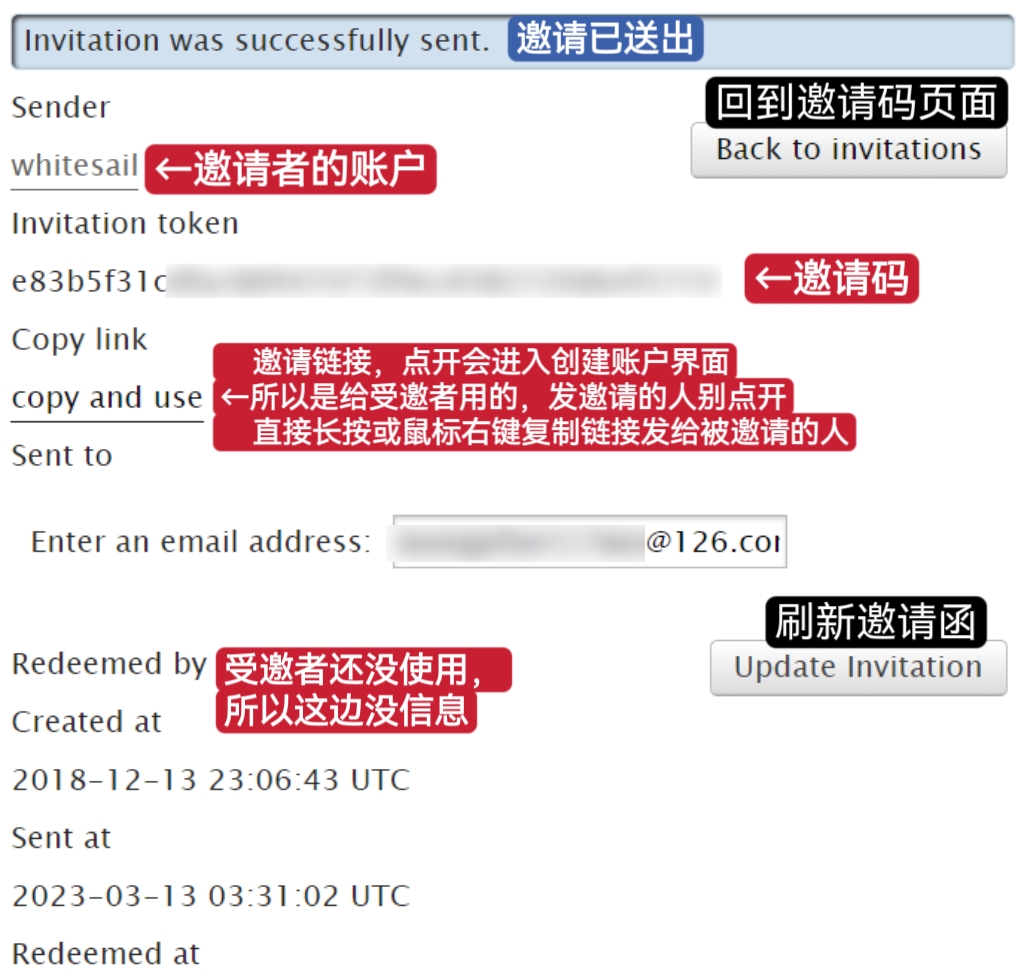 Invitation was successfully sent. 邀请已送出
Sender
回到邀请码页面
whitesail ←邀请者的账户
Back to invitations
Invitation token
e83b5f31c ←邀请码
Copy link
邀请链接，点开会进入创建账户界面
copy and use ←所以是给受邀者用的，发邀请的人别点开
直接长按或鼠标右键复制链接发给被邀请的人
Sent to
Enter an email address: @126.com
刷新邀请函
Redeemed by 受邀者还没使用，
Update Invitation
所以这边没信息
Created at
2018-12-13 23:06:43 UTC
Sent at
2023-03-13 03:31:02 UTC
Redeemed at